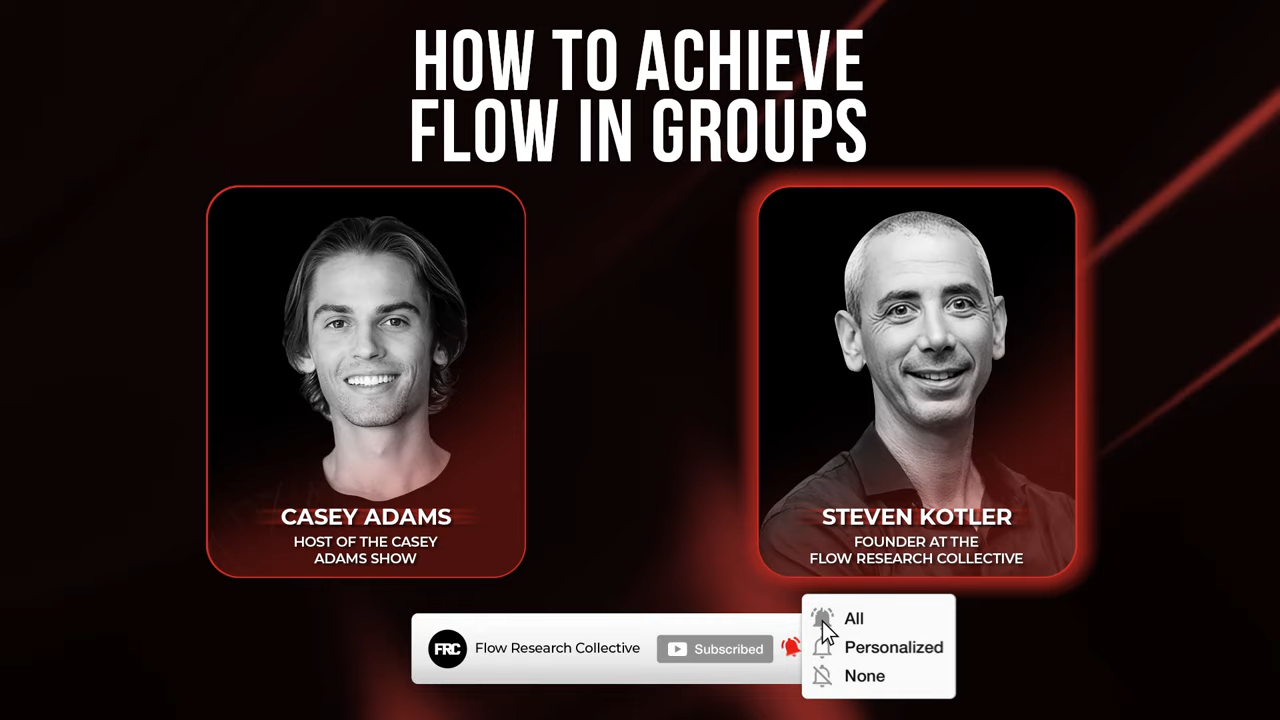 HOW TO ACHIEVE
FLOW IN GROUPS
CASEY ADAMS
HOST OF THE CASEY
ADAMS SHOW
STEVEN KOTLER
FOUNDER AT THE
FLOW RESEARCH COLLECTIVE
FRC Flow Research Collective Subscribed
All
Personalized
None